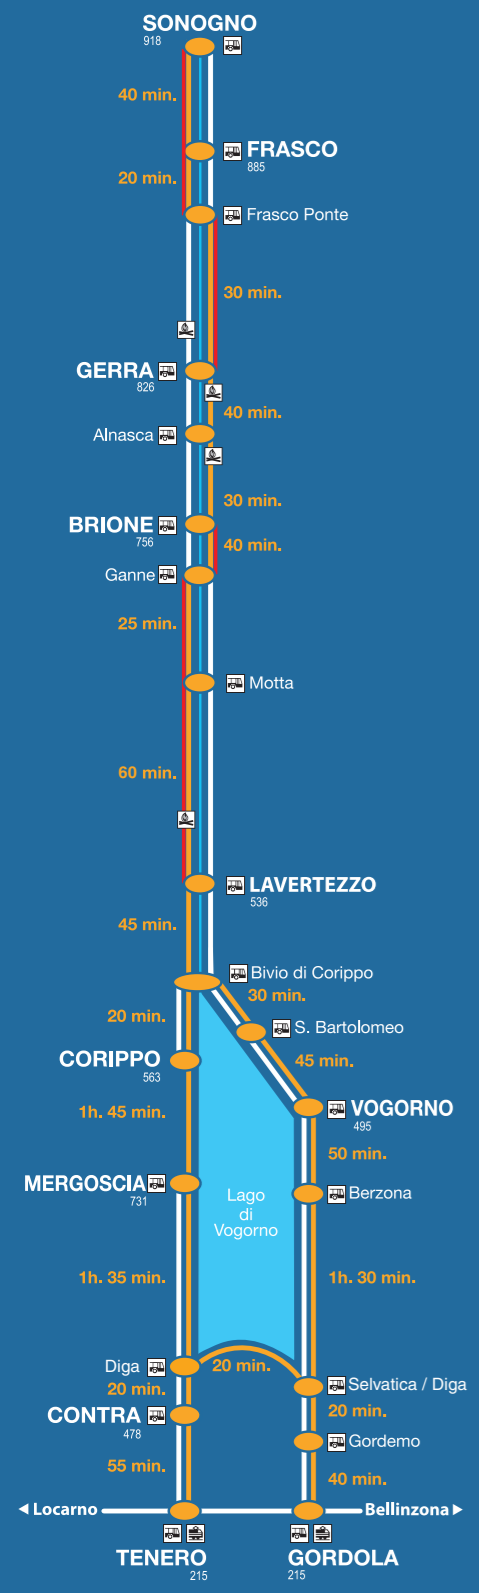 SONOGNO
918
40 min.
FRASCO
885
20 min.
Frasco Ponte
30 min.
GERRA
826
40 min.
Alnasca
30 min.
BRIONE
756
40 min.
Ganne
25 min.
Motta
60 min.
LAVERTEZZO
536
45 min.
Bivio di Corippo
30 min.
20 min.
S. Bartolomeo
CORIPPO
563
45 min.
1h. 45 min.
VOGORNO
495
50 min.
MERGOSCIA
731
Berzona
Lago
di
Vogorno
1h. 35 min.
1h. 30 min.
Diga
20 min.
20 min.
Selvatica / Diga
CONTRA
478
20 min.
Gordemo
55 min.
40 min.
Locarno
Bellinzona
TENERO
215
GORDOLA
215